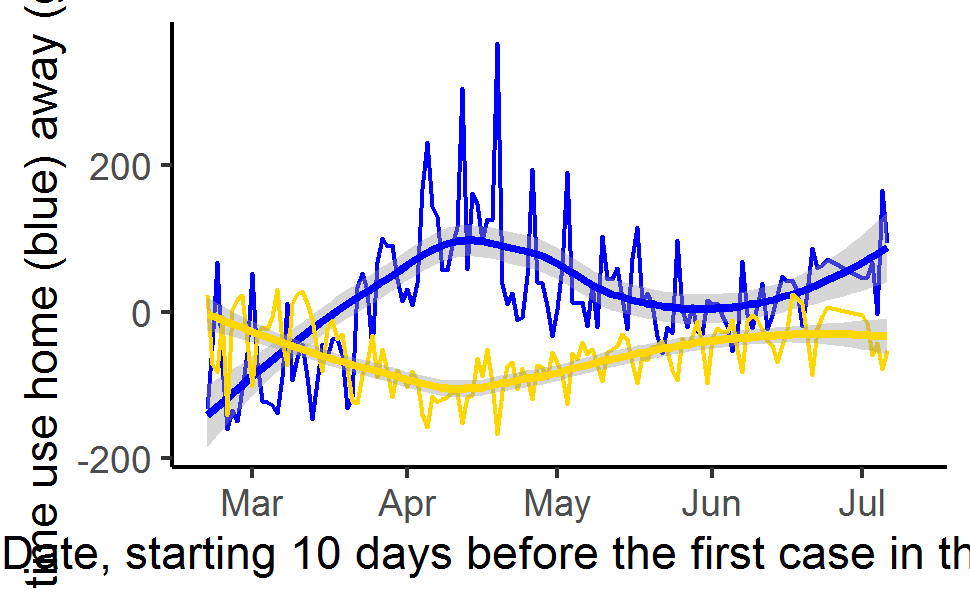 time use home (blue) away (
200
0
-200
Mar Apr May Jun Jul
Date, starting 10 days before the first case in th